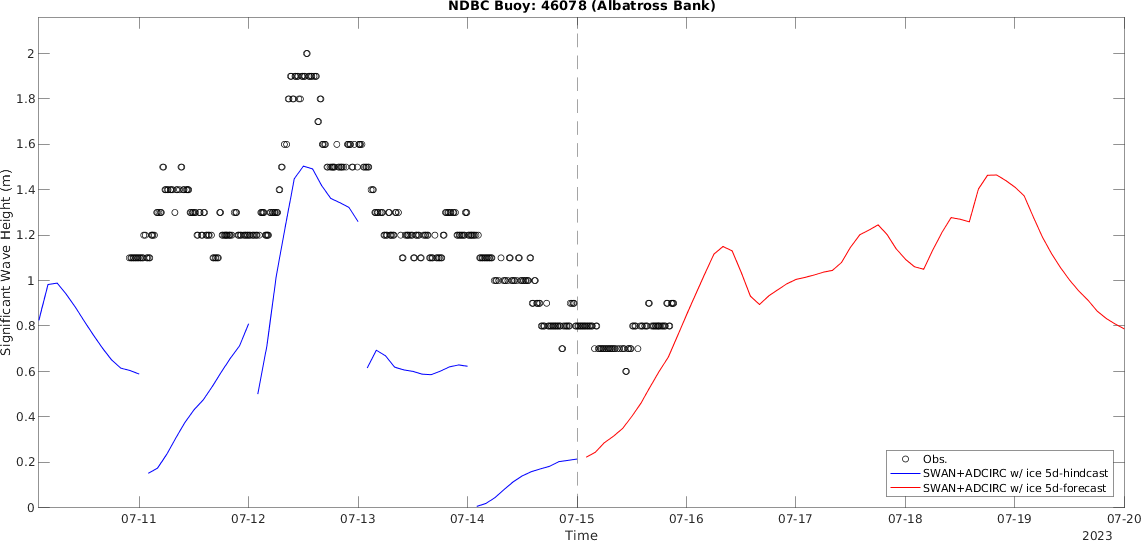 NDBC Buoy: 46078 (Albatross Bank)
Significant Wave Height (m)
2
1.8
1.6
1.4
1.2
1
0.8
0.6
0.4
0.2
0
Obs.
SWAN+ADCIRC w/ ice 5d-hindcast
SWAN+ADCIRC w/ ice 5d-forecast
07-11 07-12 07-13 07-14 07-15 07-16 07-17 07-18 07-19 07-20
Time
2023